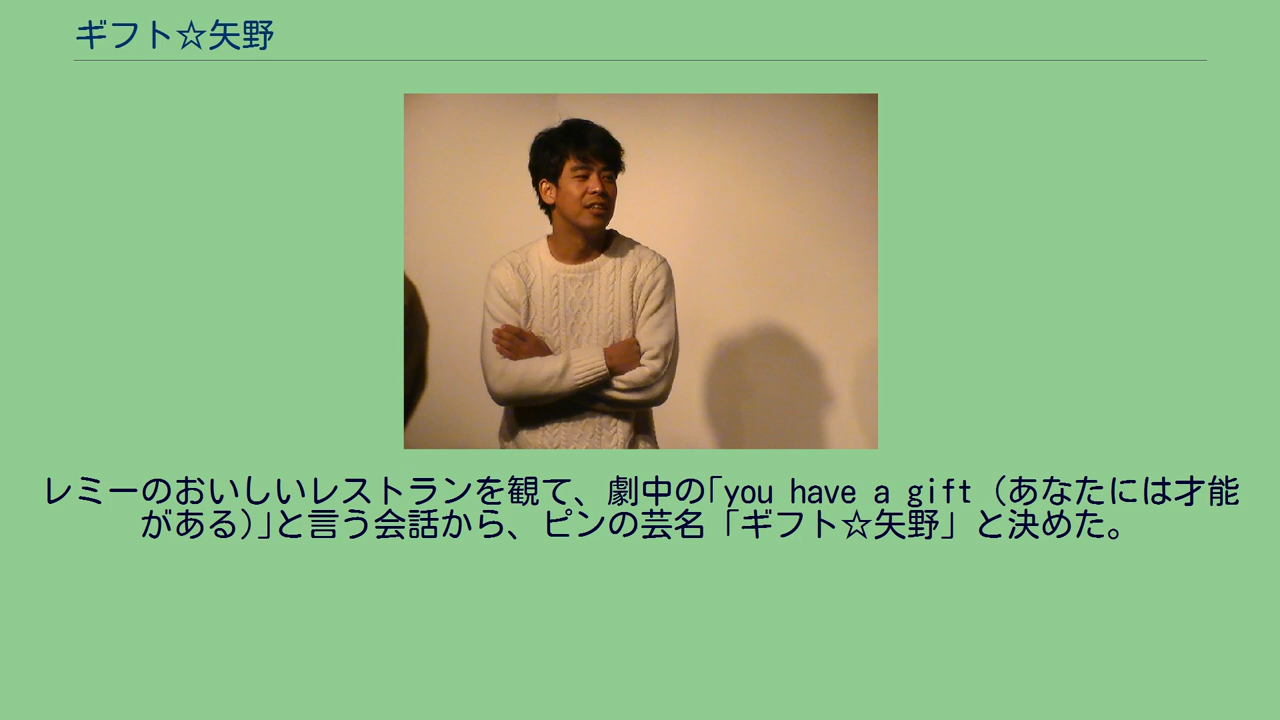 ギフト☆矢野
レミーのおいしいレストランを観て、劇中の｢you have a gift (あなたには才能
がある)｣と言う会話から、ピンの芸名「ギフト☆矢野」と決めた。